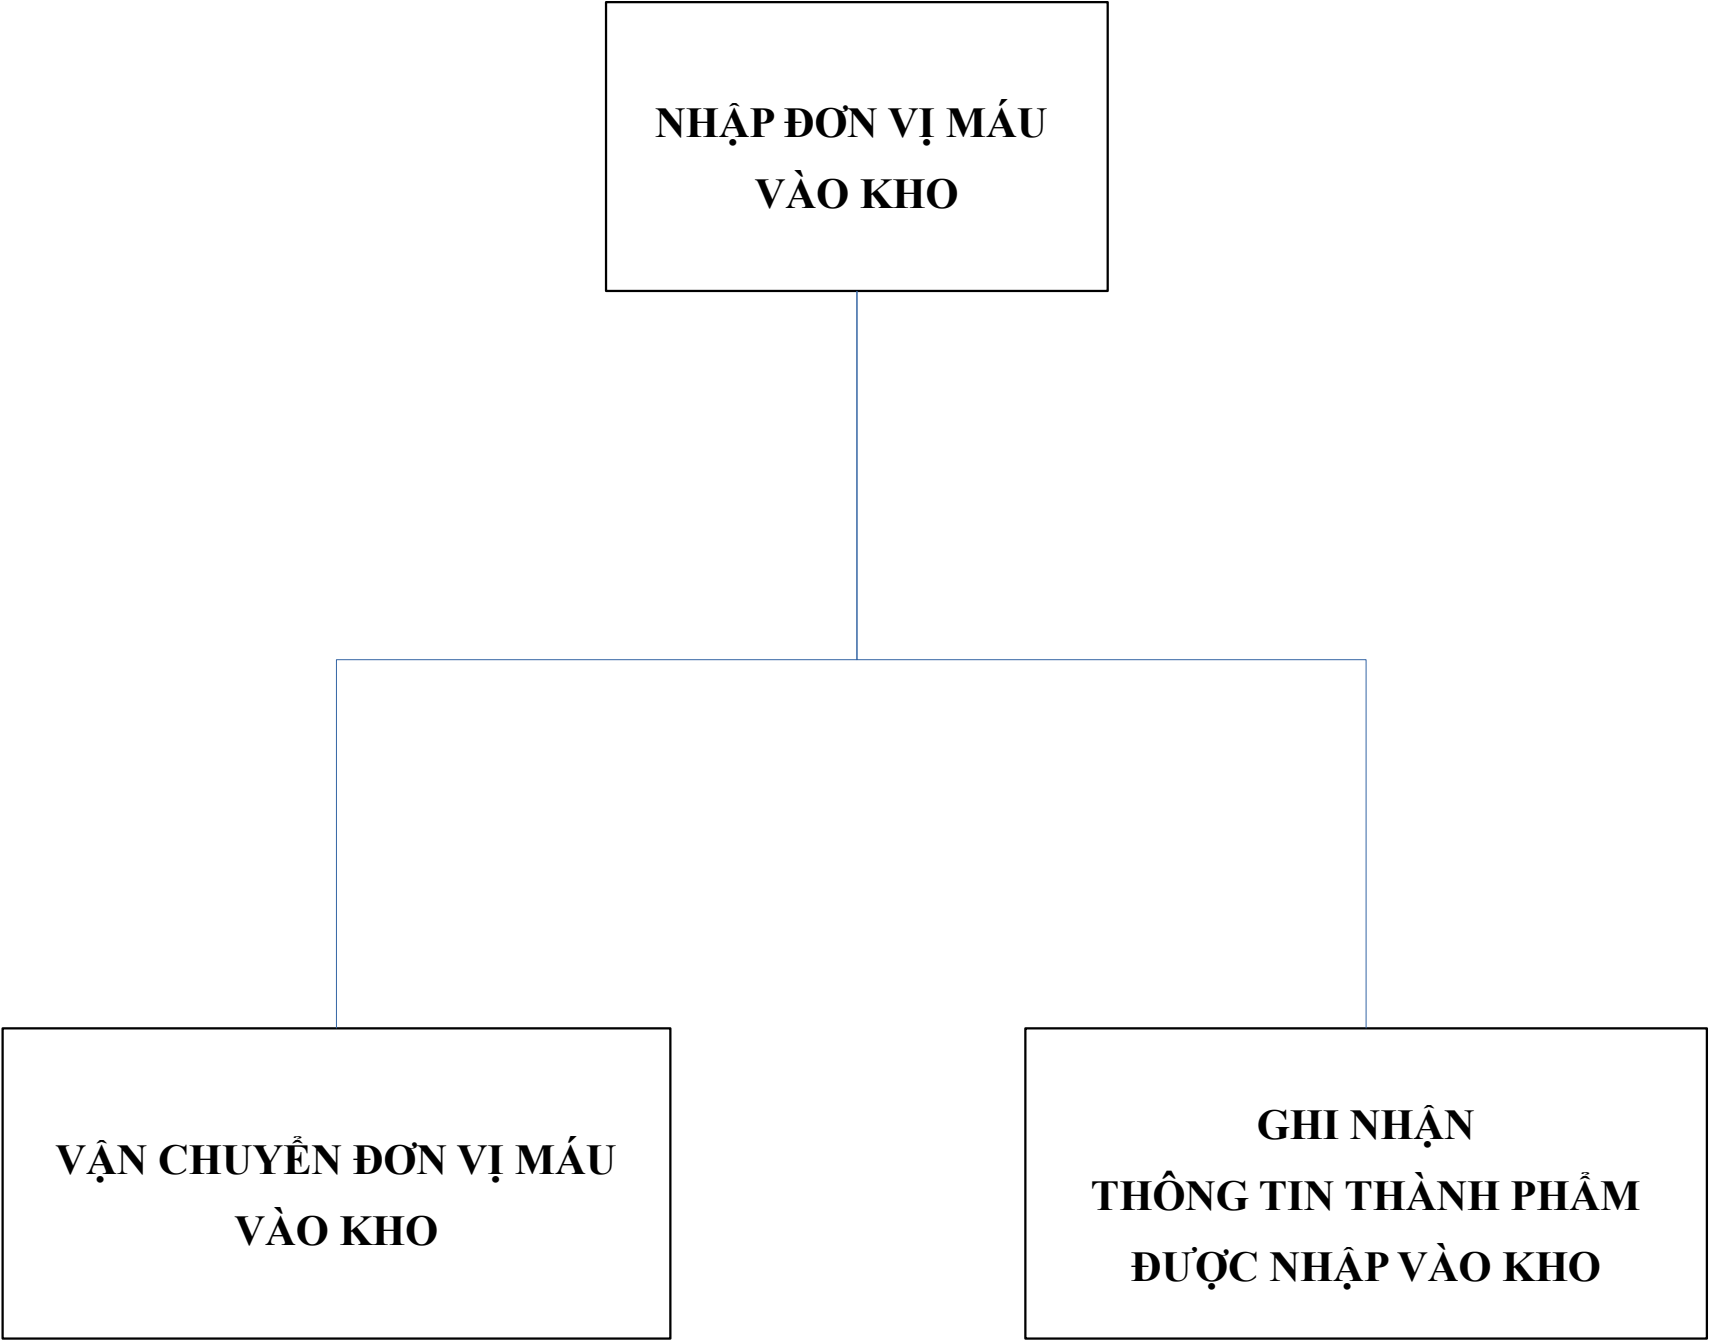 NHẬP ĐƠN VỊ MÁU
VÀO KHO
VẬN CHUYỂN ĐƠN VỊ MÁU
VÀO KHO
GHI NHẬN
THÔNG TIN THÀNH PHẨM
ĐƯỢC NHẬP VÀO KHO